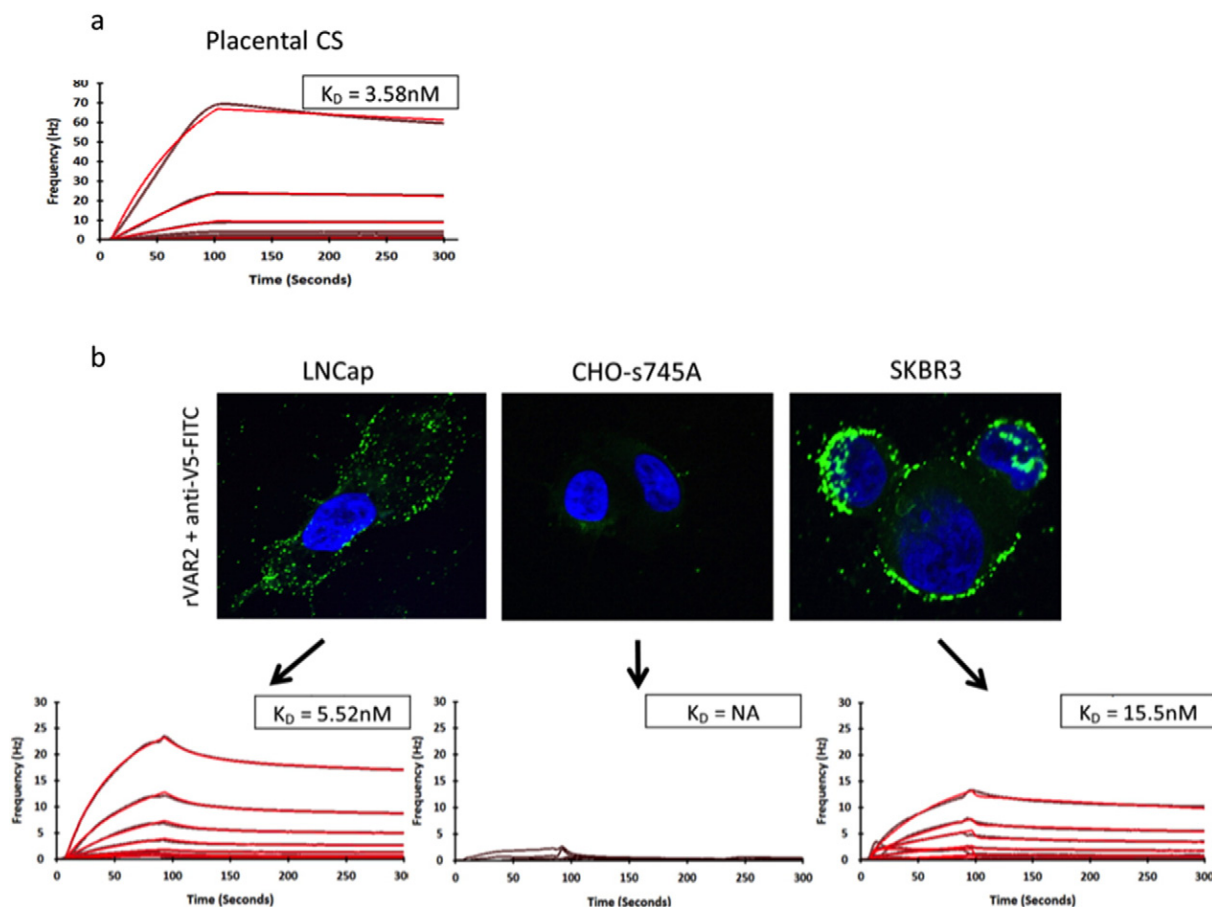 a
Placental CS
K_D = 3.58nM
Frequency (Hz)
80
70
60
50
40
30
20
10
0
0 50 100 150 200 250 300
Time (Seconds)
b
LNCap
CHO-s745A
SKBR3
rVAR2 + anti-V5-FITC
K_D = 5.52nM
Frequency (Hz)
30
25
20
15
10
5
0
0 50 100 150 200 250 300
Time (Seconds)
K_D = NA
Frequency (Hz)
30
25
20
15
10
5
0
0 50 100 150 200 250 300
Time (Seconds)
K_D = 15.5nM
Frequency (Hz)
30
25
20
15
10
5
0
0 50 100 150 200 250 300
Time (Seconds)